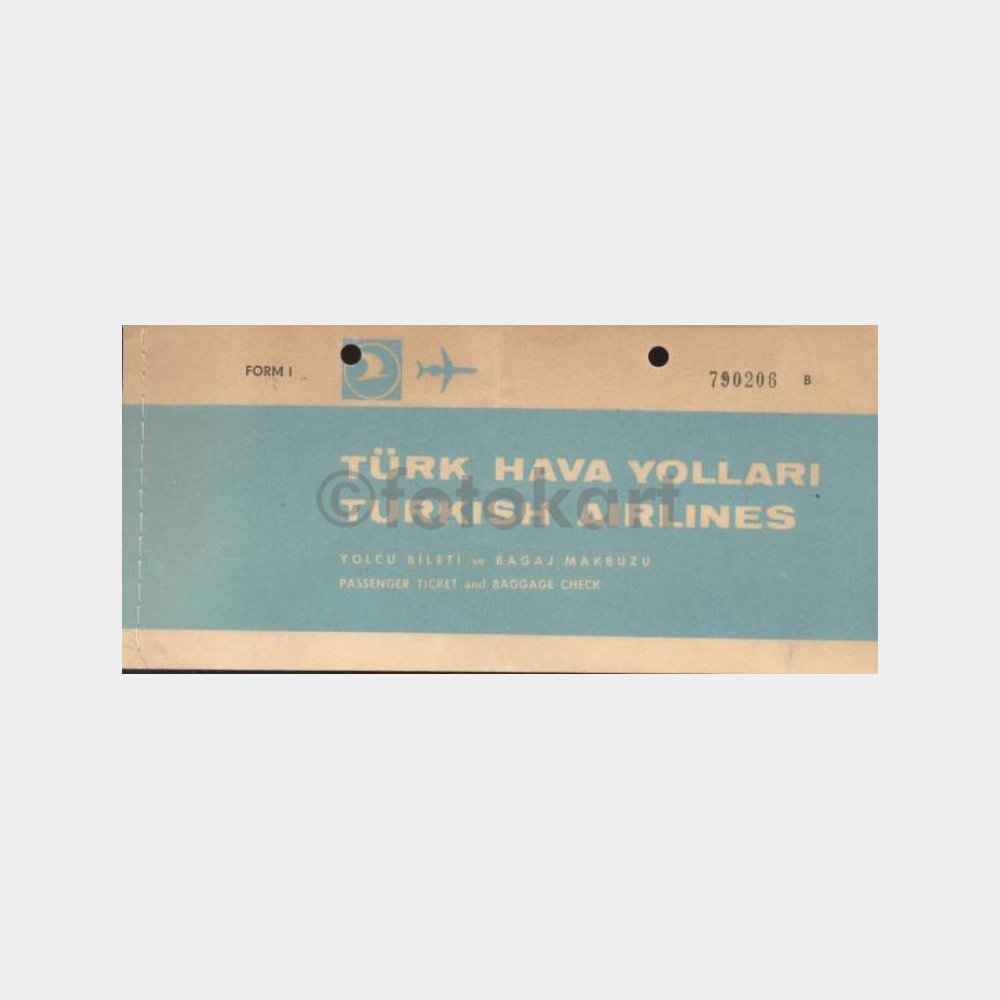 FORM I
790206 B
TÜRK HAVA YOLLARI
TURKISH AIRLINES
©fotokart
YOLCU BİLETİ ve BAGAJ MAKBUZU
PASSENGER TICKET and BAGGAGE CHECK